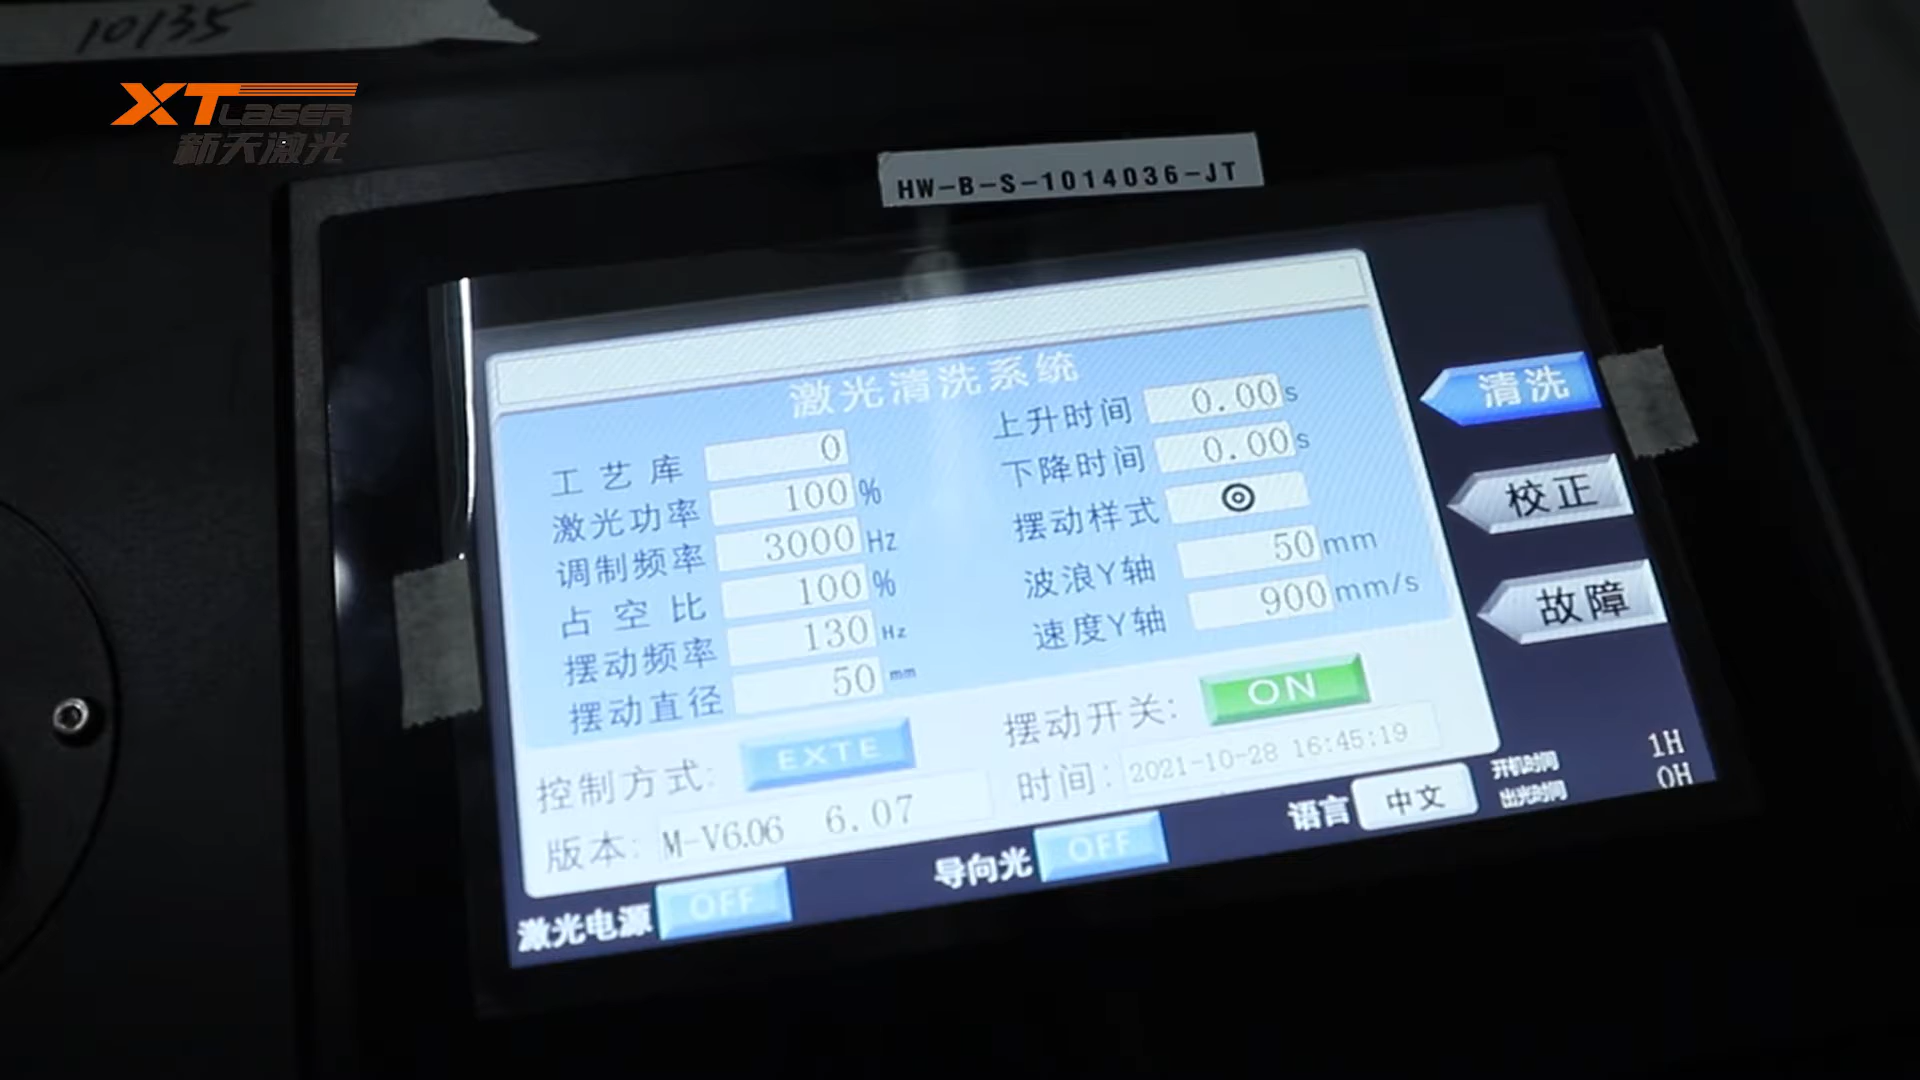 10135
XTLASER
新天激光
HW-B-S-1014036-JT
激光清洗系统
工艺库 0
激光功率 100 %
调制频率 3000 Hz
占空比 100 %
摆动频率 130 Hz
摆动直径 50 mm
上升时间 0.00 s
下降时间 0.00 s
摆动样式
波浪Y轴 50 mm
速度Y轴 900 mm/s
控制方式: EXTE
摆动开关: ON
版本: M-V6.06 6.07
时间: 2021-10-28 16:45:19
激光电源 OFF
导向光 OFF
语言 中文
清洗
校正
故障
开机时间 1H
出光时间 0H